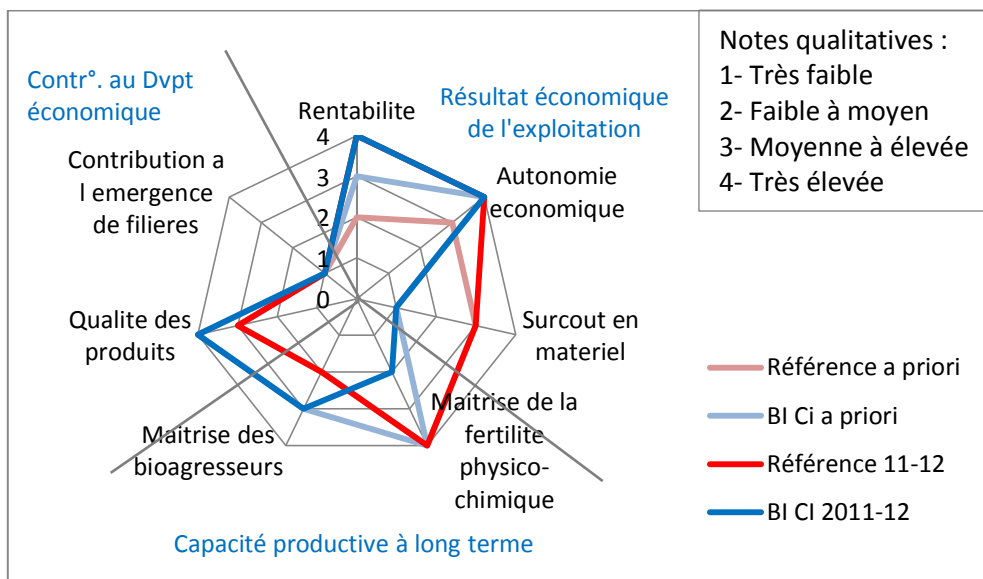 Contr°. au Dvpt
économique
Rentabilite
Résultat économique
de l'exploitation
Notes qualitatives :
1- Très faible
2- Faible à moyen
3- Moyenne à élevée
4- Très élevée
4
3
2
1
0
Contribution a
l emergence
de filieres
Autonomie
economique
Qualite des
produits
Surcout en
materiel
Maitrise des
bioagresseurs
Maitrise de la
fertilite
physico-
chimique
Capacité productive à long terme
Référence a priori
BI Ci a priori
Référence 11-12
BI CI 2011-12